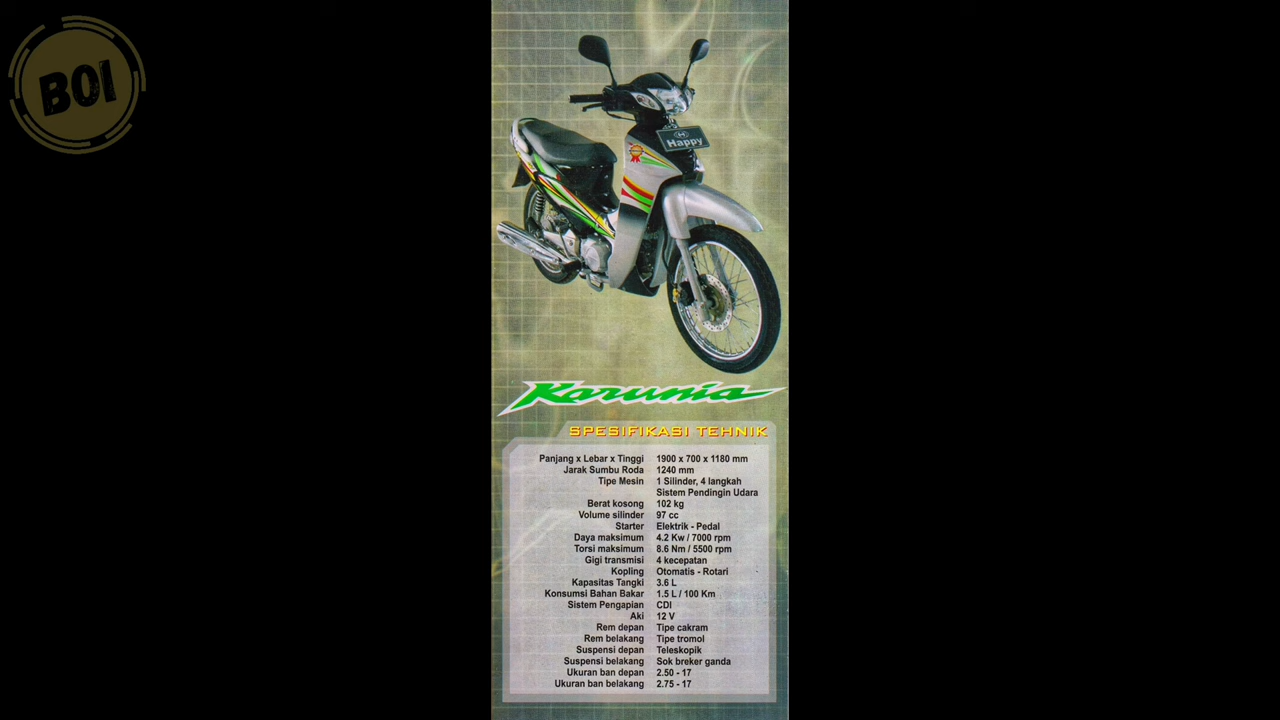 BOI
Happy
Karunia
SPESIFIKASI TEHNIK
Panjang x Lebar x Tinggi 1900 x 700 x 1180 mm
Jarak Sumbu Roda 1240 mm
Tipe Mesin 1 Silinder, 4 langkah
Sistem Pendingin Udara
Berat kosong 102 kg
Volume silinder 97 cc
Starter Elektrik - Pedal
Daya maksimum 4.2 Kw / 7000 rpm
Torsi maksimum 8.6 Nm / 5500 rpm
Gigi transmisi 4 kecepatan
Kopling Otomatis - Rotari
Kapasitas Tangki 3.6 L
Konsumsi Bahan Bakar 1.5 L / 100 Km
Sistem Pengapian CDI
Aki 12 V
Rem depan Tipe cakram
Rem belakang Tipe tromol
Suspensi depan Teleskopik
Suspensi belakang Sok breker ganda
Ukuran ban depan 2.50 - 17
Ukuran ban belakang 2.75 - 17